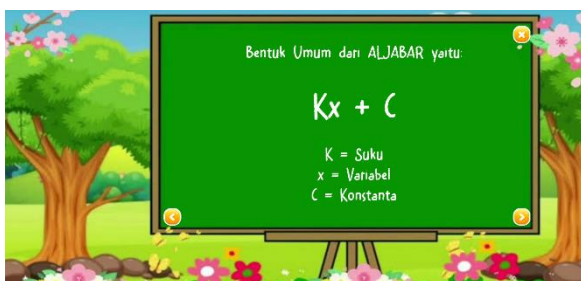 Bentuk Umum dari ALJABAR yaitu:
Kx + C
K = Suku
x = Variabel
C = Konstanta